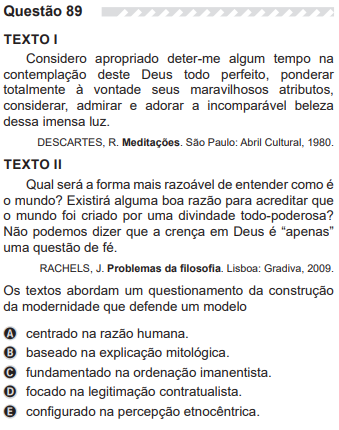 Questão 89
TEXTO I
Considero apropriado deter-me algum tempo na
contemplação deste Deus todo perfeito, ponderar
totalmente à vontade seus maravilhosos atributos,
considerar, admirar e adorar a incomparável beleza
dessa imensa luz.
DESCARTES, R. Meditações. São Paulo: Abril Cultural, 1980.
TEXTO II
Qual será a forma mais razoável de entender como é
o mundo? Existirá alguma boa razão para acreditar que
o mundo foi criado por uma divindade todo-poderosa?
Não podemos dizer que a crença em Deus é “apenas”
uma questão de fé.
RACHELS, J. Problemas da filosofia. Lisboa: Gradiva, 2009.
Os textos abordam um questionamento da construção
da modernidade que defende um modelo
A centrado na razão humana.
B baseado na explicação mitológica.
C fundamentado na ordenação imanentista.
D focado na legitimação contratualista.
E configurado na percepção etnocêntrica.